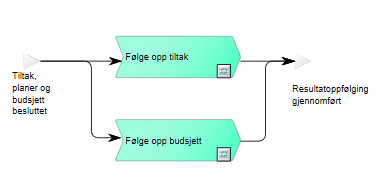 Følge opp tiltak
Tiltak,
planer og
budsjett
besluttet
Resultatoppfølging
gjennomført
Følge opp budsjett